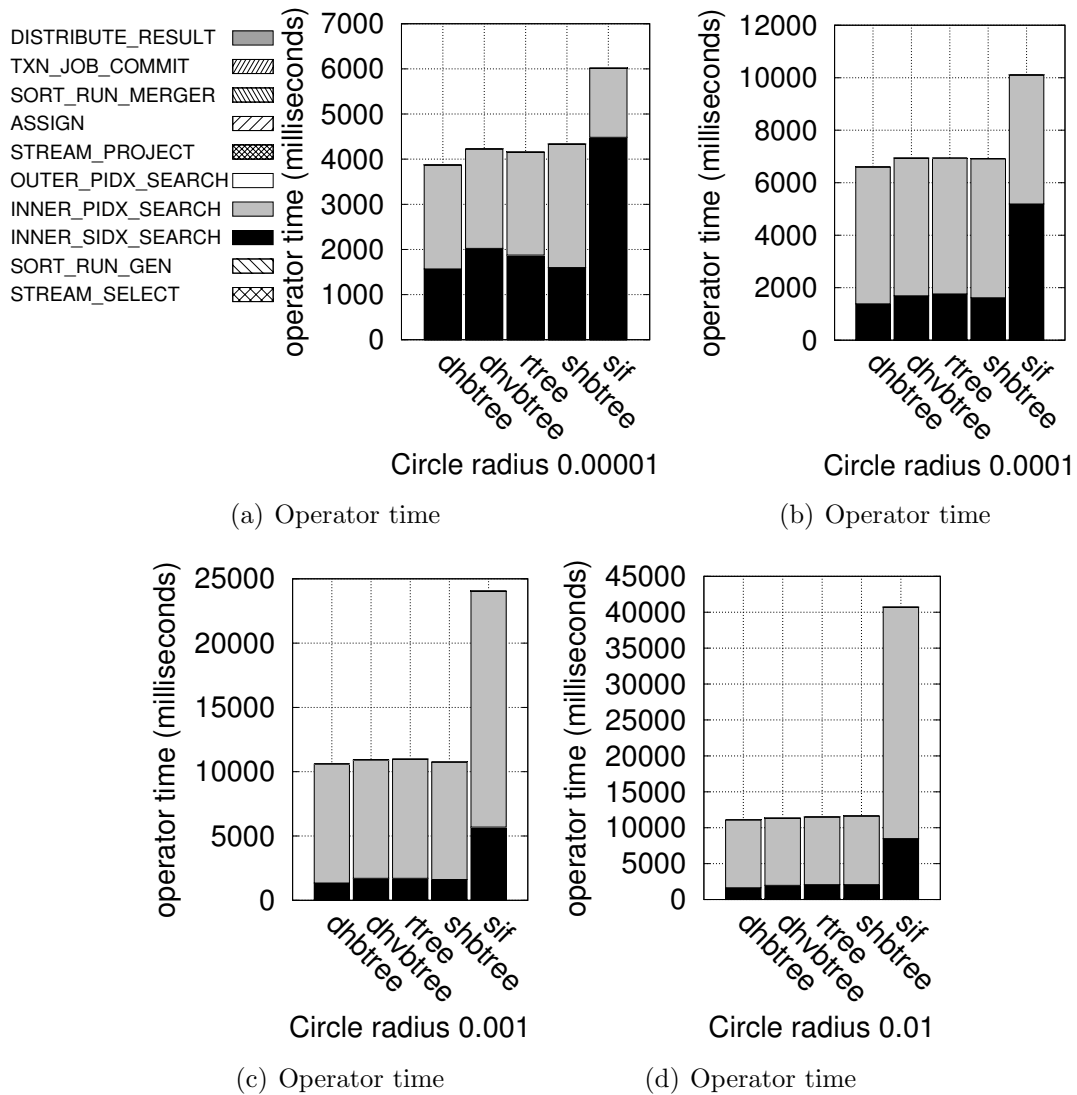 DISTRIBUTE_RESULT
TXN_JOB_COMMIT
SORT_RUN_MERGER
ASSIGN
STREAM_PROJECT
OUTER_PIDX_SEARCH
INNER_PIDX_SEARCH
INNER_SIDX_SEARCH
SORT_RUN_GEN
STREAM_SELECT
operator time (milliseconds)
7000
6000
5000
4000
3000
2000
1000
0
dhbtree
dhvbtree
rtree
shbtree
sif
Circle radius 0.00001
(a) Operator time
operator time (milliseconds)
12000
10000
8000
6000
4000
2000
0
dhbtree
dhvbtree
rtree
shbtree
sif
Circle radius 0.0001
(b) Operator time
operator time (milliseconds)
25000
20000
15000
10000
5000
0
dhbtree
dhvbtree
rtree
shbtree
sif
Circle radius 0.001
(c) Operator time
operator time (milliseconds)
45000
40000
35000
30000
25000
20000
15000
10000
5000
0
dhbtree
dhvbtree
rtree
shbtree
sif
Circle radius 0.01
(d) Operator time